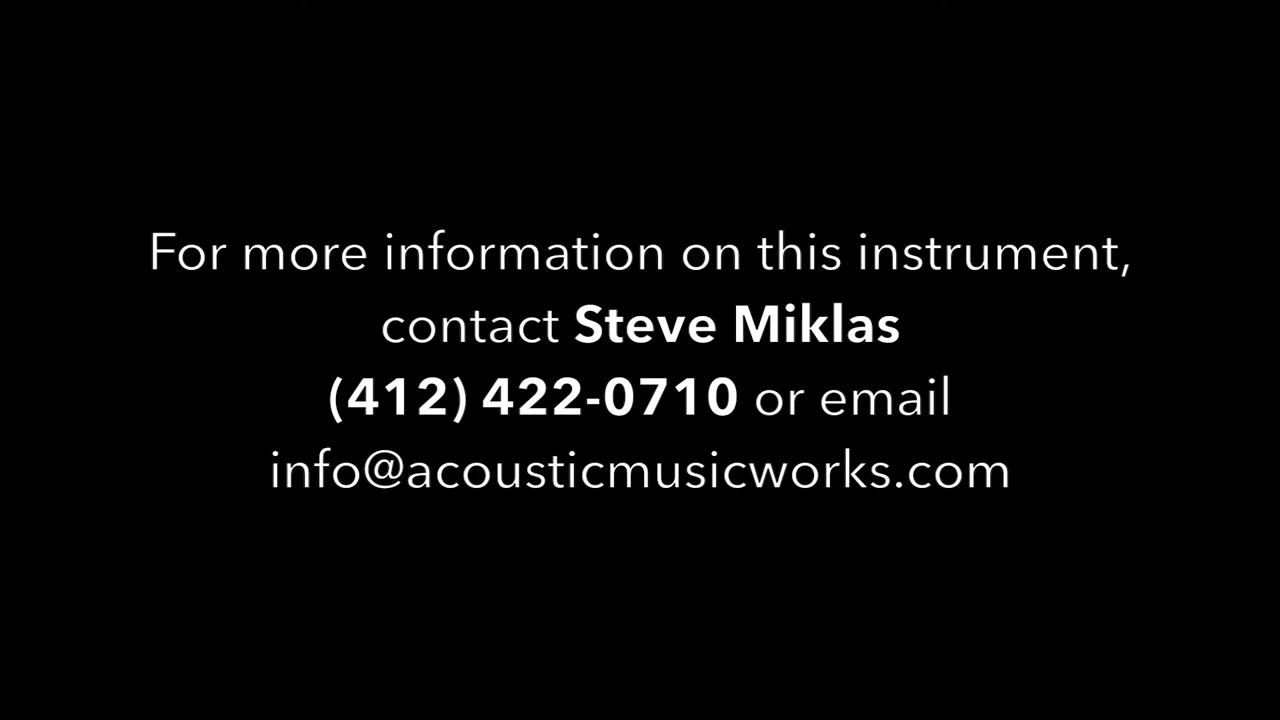 For more information on this instrument,
contact Steve Miklas
(412) 422-0710 or email
info@acousticmusicworks.com